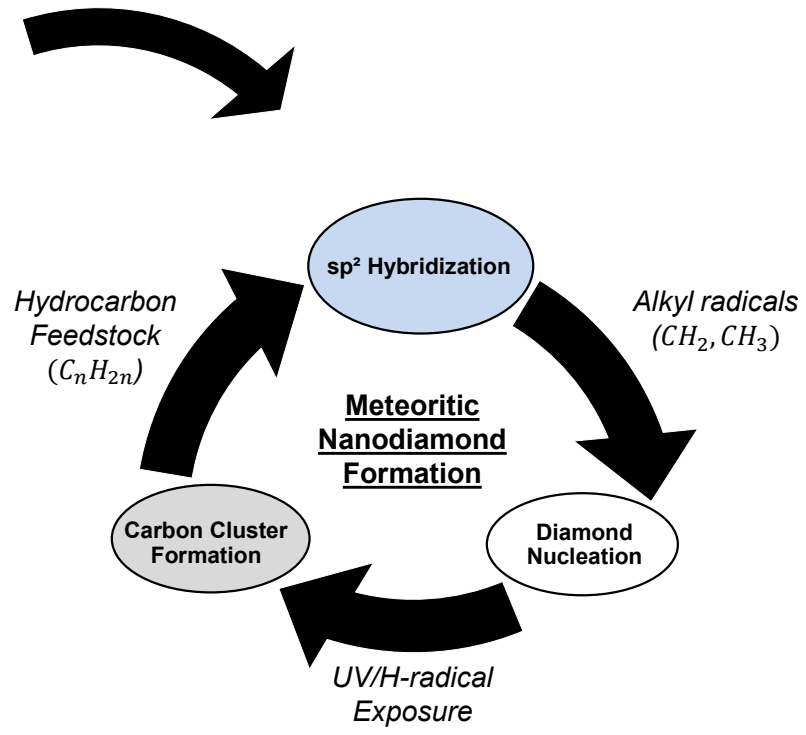 sp² Hybridization
Hydrocarbon
Feedstock
(CₙH₂ₙ)
Alkyl radicals
(CH₂, CH₃)
Meteoritic
Nanodiamond
Formation
Carbon Cluster
Formation
Diamond
Nucleation
UV/H-radical
Exposure